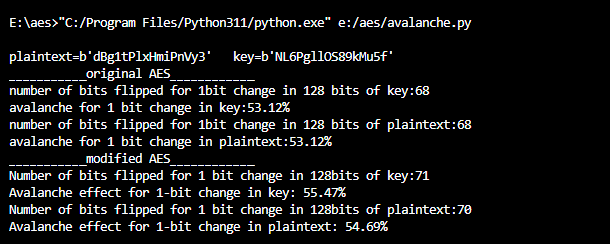 E:\aes>"C:/Program Files/Python311/python.exe" e:/aes/avalanche.py
plaintext=b'dBg1tPlxHmiPnVy3'   key=b'NL6PgllOS89kMu5f'
___________original AES____________
number of bits flipped for 1bit change in 128 bits of key:68
avalanche for 1 bit change in key:53.12%
number of bits flipped for 1bit change in 128 bits of plaintext:68
avalanche for 1 bit change in plaintext:53.12%
___________modified AES____________
Number of bits flipped for 1 bit change in 128bits of key:71
Avalanche effect for 1-bit change in key: 55.47%
Number of bits flipped for 1 bit change in 128bits of plaintext:70
Avalanche effect for 1-bit change in plaintext: 54.69%